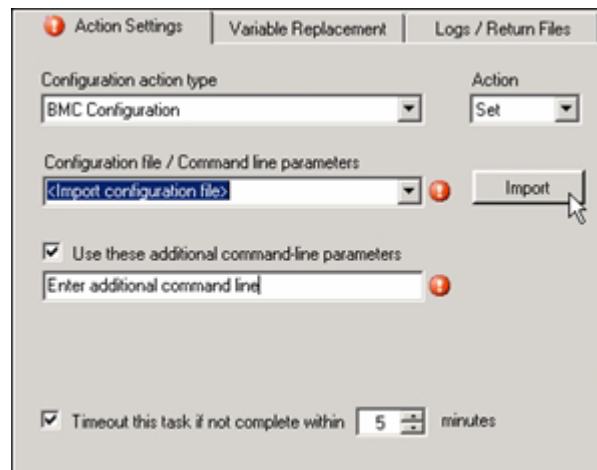 Action Settings Variable Replacement Logs / Return Files
Configuration action type Action
BMC Configuration Set
Configuration file / Command line parameters
<Import configuration file> Import
Use these additional command-line parameters
Enter additional command line
Timeout this task if not complete within 5 minutes